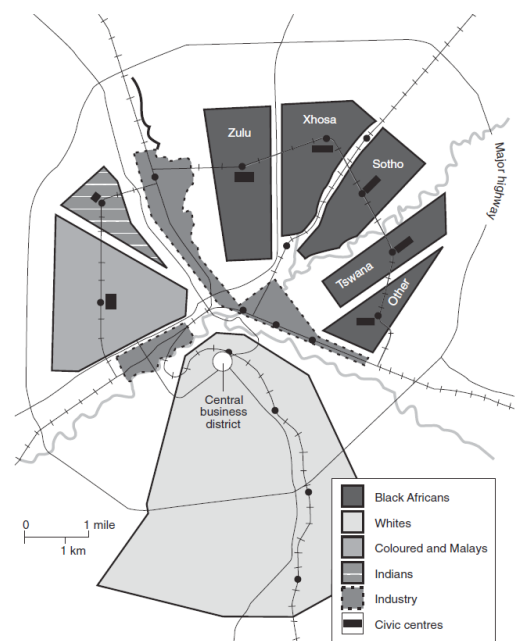 Zulu
Xhosa
Sotho
Major highway
Tswana
Other
Central
business
district
0 1 mile
1 km
Black Africans
Whites
Coloured and Malays
Indians
Industry
Civic centres